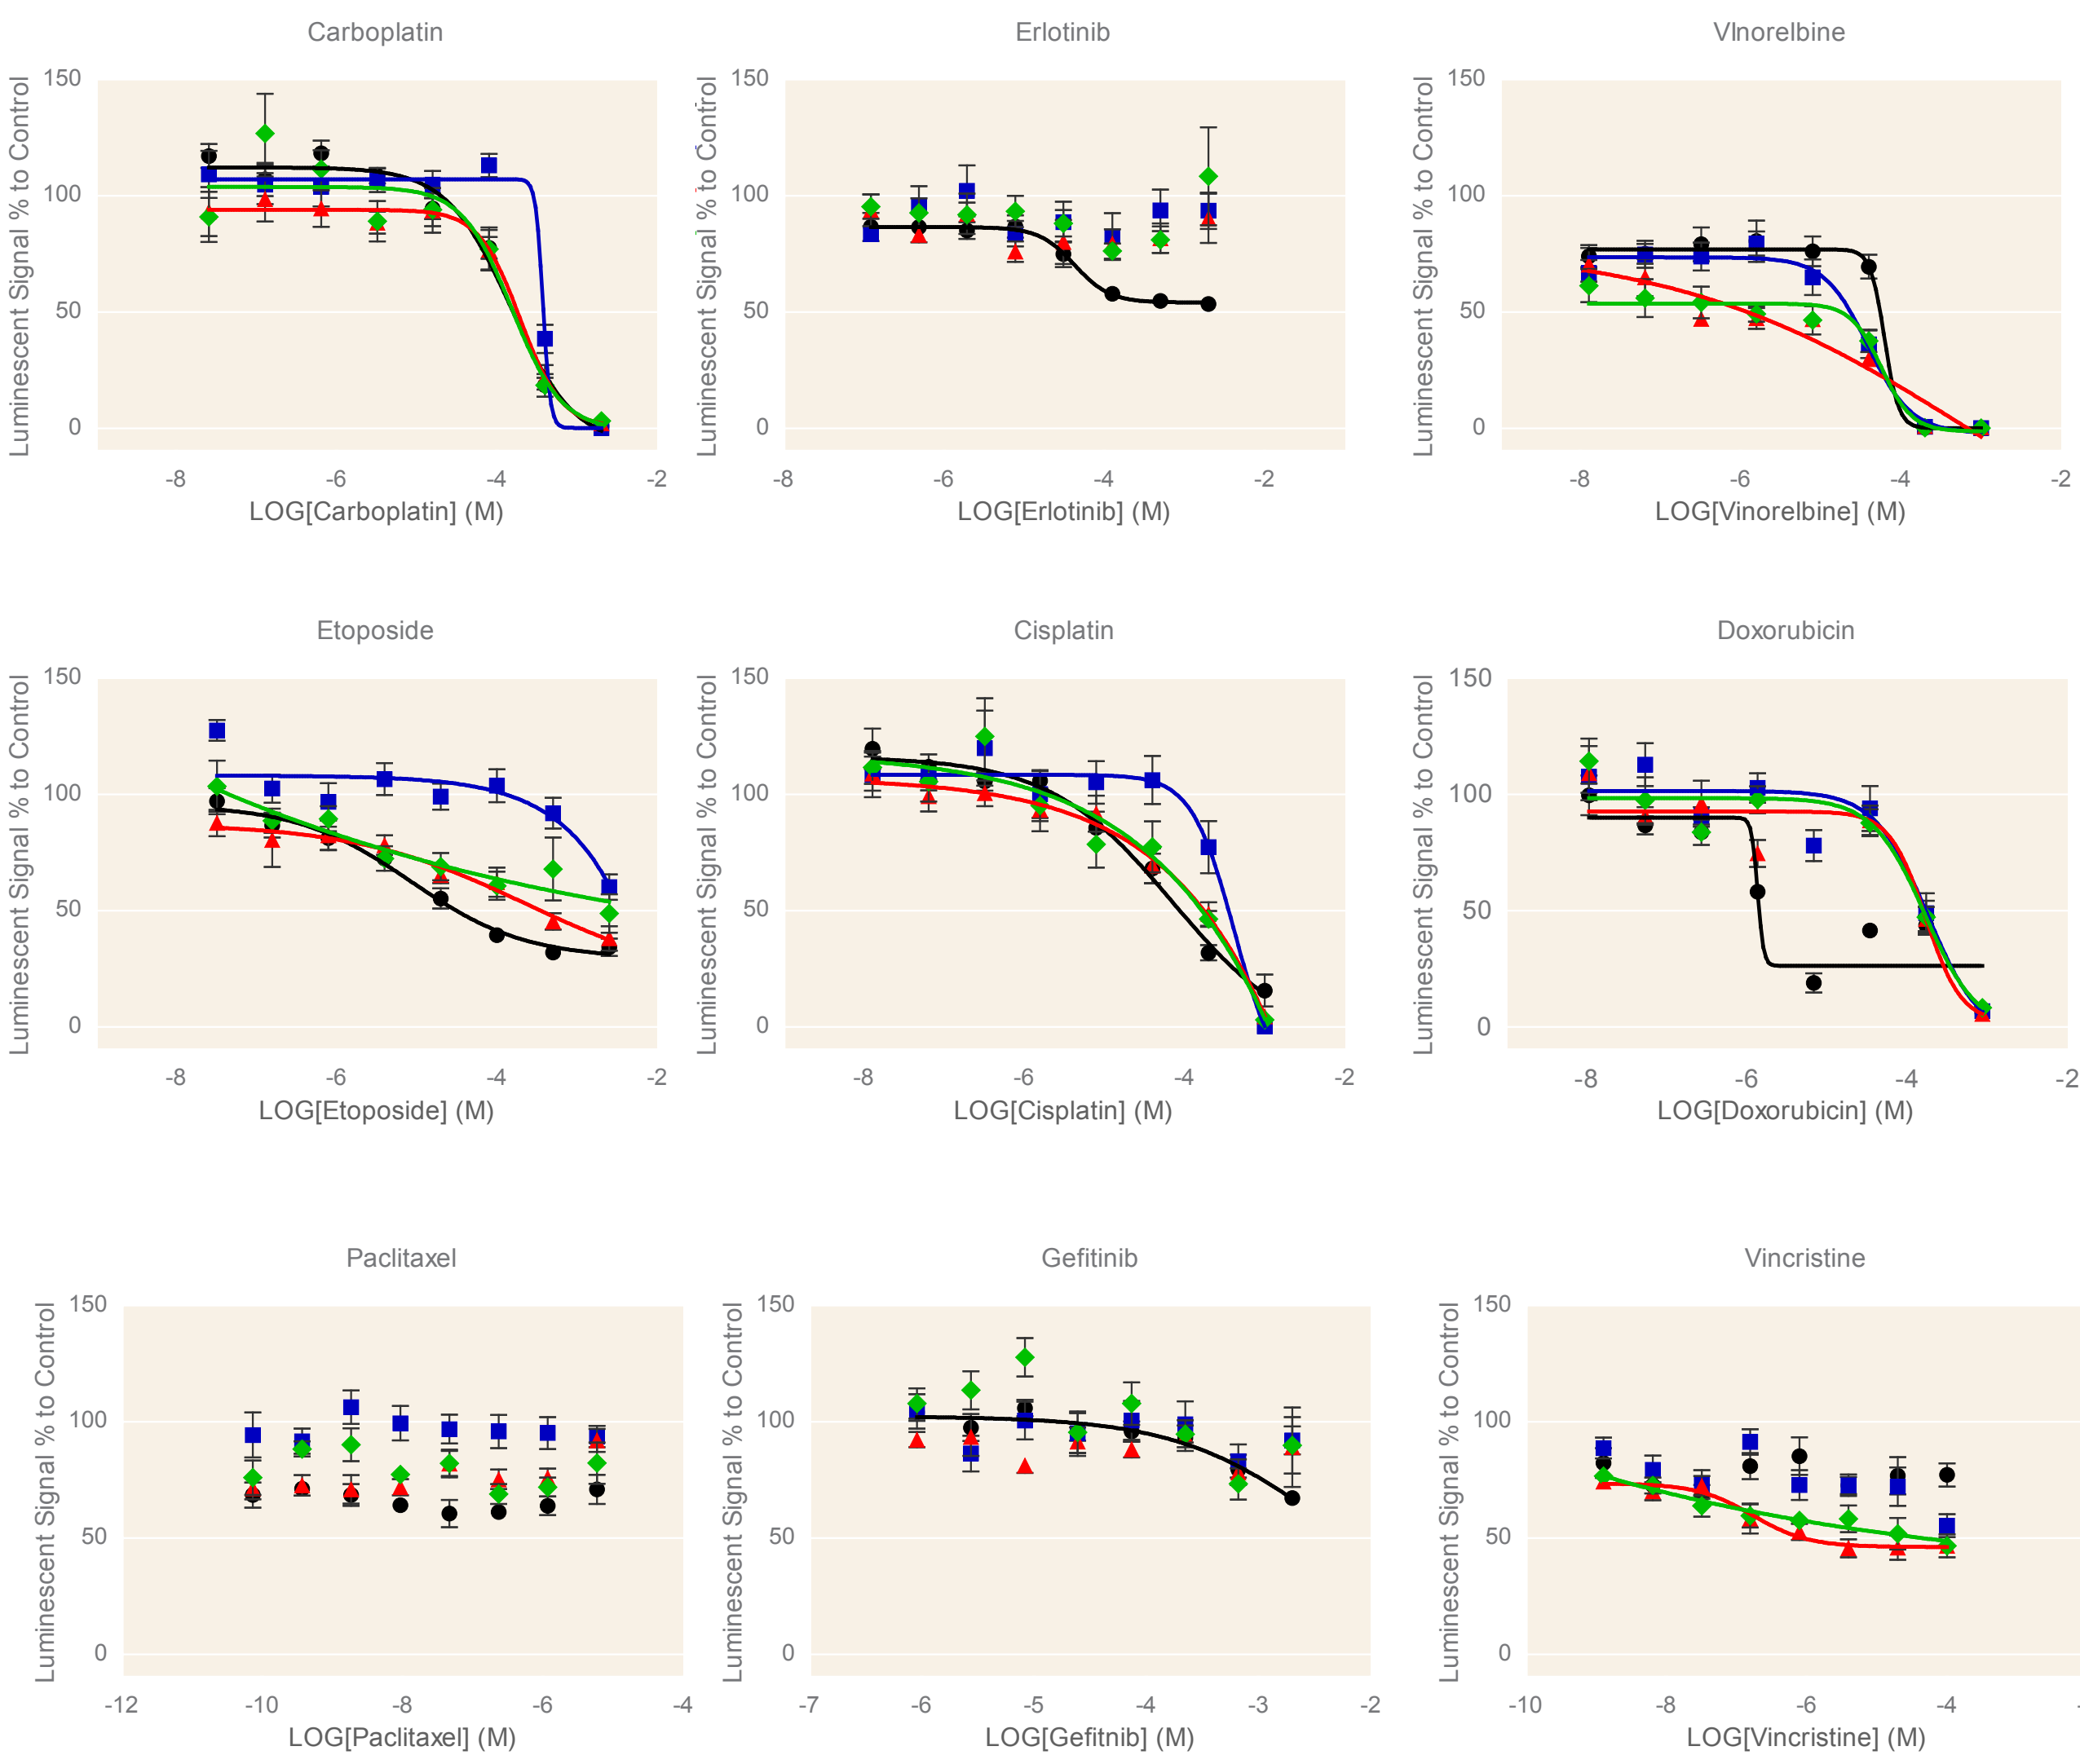 Carboplatin
Luminescent Signal % to Control
150
100
50
0
-8 -6 -4 -2
LOG[Carboplatin] (M)
Erlotinib
Luminescent Signal % to Control
150
100
50
0
-8 -6 -4 -2
LOG[Erlotinib] (M)
VInorelbine
Luminescent Signal % to Control
150
100
50
0
-8 -6 -4 -2
LOG[Vinorelbine] (M)
Etoposide
Luminescent Signal % to Control
150
100
50
0
-8 -6 -4 -2
LOG[Etoposide] (M)
Cisplatin
Luminescent Signal % to Control
150
100
50
0
-8 -6 -4 -2
LOG[Cisplatin] (M)
Doxorubicin
Luminescent Signal % to Control
150
100
50
0
-8 -6 -4 -2
LOG[Doxorubicin] (M)
Paclitaxel
Luminescent Signal % to Control
150
100
50
0
-12 -10 -8 -6 -4
LOG[Paclitaxel] (M)
Gefitinib
Luminescent Signal % to Control
150
100
50
0
-7 -6 -5 -4 -3 -2
LOG[Gefitnib] (M)
Vincristine
Luminescent Signal % to Control
150
100
50
0
-10 -8 -6 -4
LOG[Vincristine] (M)